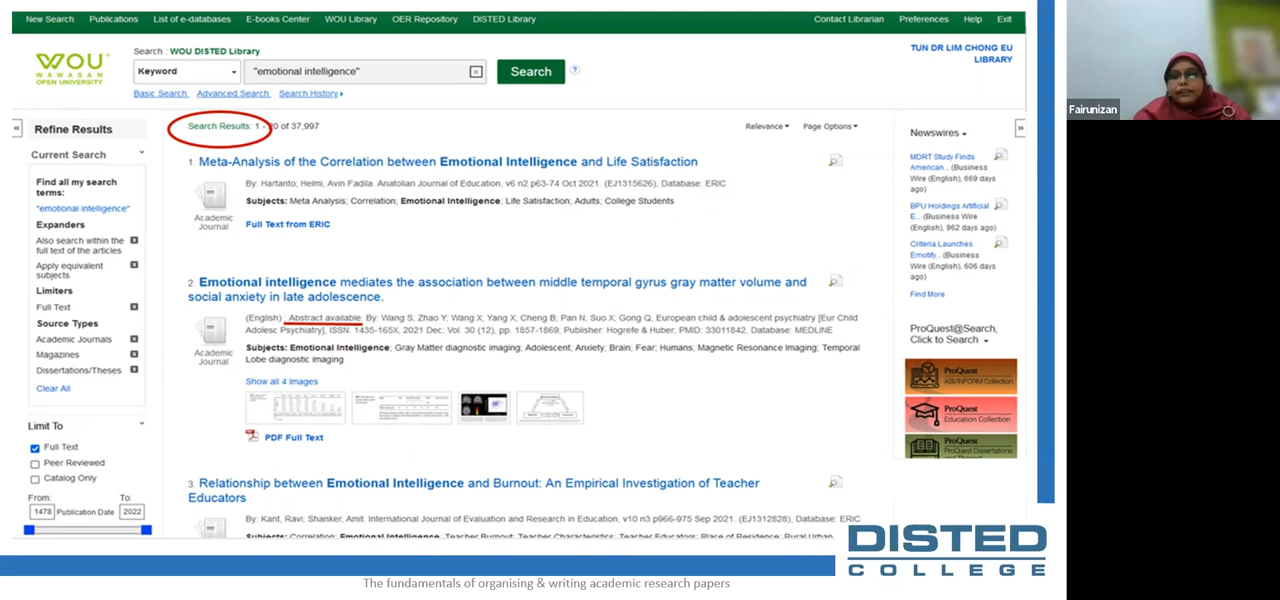 New Search Publications List of e-databases E-books Center WOU Library OER Repository DISTED Library Contact Librarian Preferences Help Exit
WOU
WAWASAN
OPEN UNIVERSITY
Search : WOU DISTED Library
Keyword "emotional intelligence" Search
Basic Search Advanced Search Search History
TUN DR LIM CHONG EU
LIBRARY
Refine Results
Current Search
Find all my search
terms:
"emotional intelligence"
Expanders
Also search within the
full text of the articles
Apply equivalent
subjects
Limiters
Full Text
Source Types
Academic Journals
Magazines
Dissertations/Theses
Clear All
Limit To
Full Text
Peer Reviewed
Catalog Only
From: To:
1478 Publication Date 2022
Search Results: 1 - 20 of 37,997
Relevance Page Options
1. Meta-Analysis of the Correlation between Emotional Intelligence and Life Satisfaction
By: Hartanto; Helmi, Avin Fadila. Anatolian Journal of Education, v6 n2 p63-74 Oct 2021. (EJ1315626), Database: ERIC
Subjects: Meta Analysis; Correlation; Emotional Intelligence; Life Satisfaction; Adults; College Students
Academic
Journal
Full Text from ERIC
2. Emotional intelligence mediates the association between middle temporal gyrus gray matter volume and
social anxiety in late adolescence.
(English) ; Abstract available. By: Wang S; Zhao Y; Wang X; Yang X; Cheng B; Pan N; Suo X; Gong Q, European child & adolescent psychiatry [Eur Child
Adolesc Psychiatry], ISSN: 1435-165X, 2021 Dec; Vol. 30 (12), pp. 1857-1869; Publisher: Hogrefe & Huber; PMID: 33011842, Database: MEDLINE
Academic
Journal
Subjects: Emotional Intelligence; Gray Matter diagnostic imaging; Adolescent; Anxiety; Brain; Fear; Humans; Magnetic Resonance Imaging; Temporal
Lobe diagnostic imaging
Show all 4 images
PDF Full Text
3. Relationship between Emotional Intelligence and Burnout: An Empirical Investigation of Teacher
Educators
By: Kant, Ravi; Shanker, Amit. International Journal of Evaluation and Research in Education, v10 n3 p966-975 Sep 2021. (EJ1312828), Database: ERIC
Subjects: Correlation; Emotional Intelligence; Teacher Burnout; Teacher Characteristics; Teacher Educators; Place of Residence; Rural Urban
Newswires
MDRT Study Finds
American... (Business
Wire (English), 669 days
ago)
BPU Holdings Artificial
E... (Business Wire
(English), 962 days ago)
Criteria Launches
Emotify.. (Business
Wire (English), 606 days
ago)
Find More
ProQuest@Search,
Click to Search
ProQuest
ABI/INFORM Collection
ProQuest
Education Collection
ProQuest Dissertations
DISTED
COLLEGE
The fundamentals of organising & writing academic research papers
Fairunizan